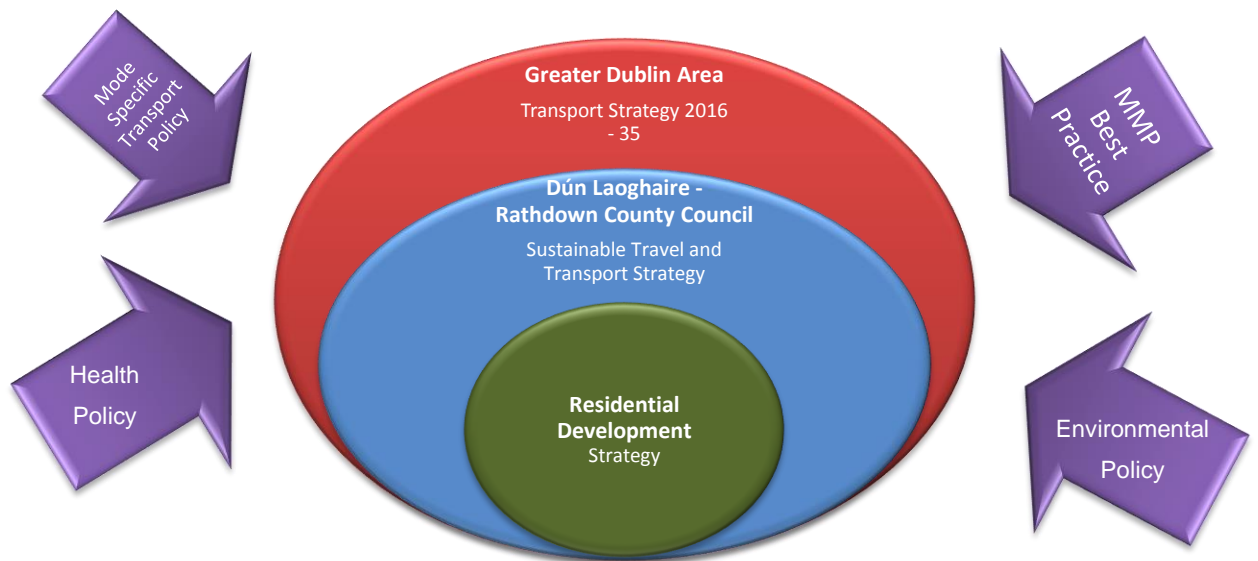 Mode
Specific
Transport
Policy
Greater Dublin Area
Transport Strategy 2016
- 35
MMP
Best
Practice
Dún Laoghaire -
Rathdown County Council
Sustainable Travel and
Transport Strategy
Health
Policy
Residential
Development
Strategy
Environmental
Policy